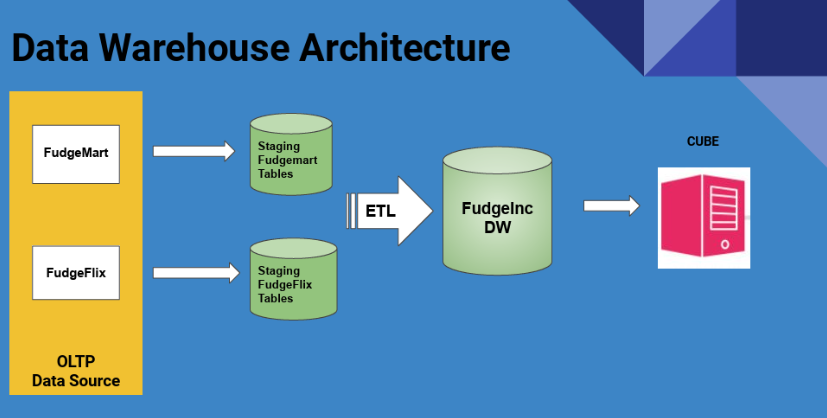 Data Warehouse Architecture
FudgeMart
Staging
Fudgemart
Tables
CUBE
ETL
FudgeInc
DW
FudgeFlix
Staging
FudgeFlix
Tables
OLTP
Data Source